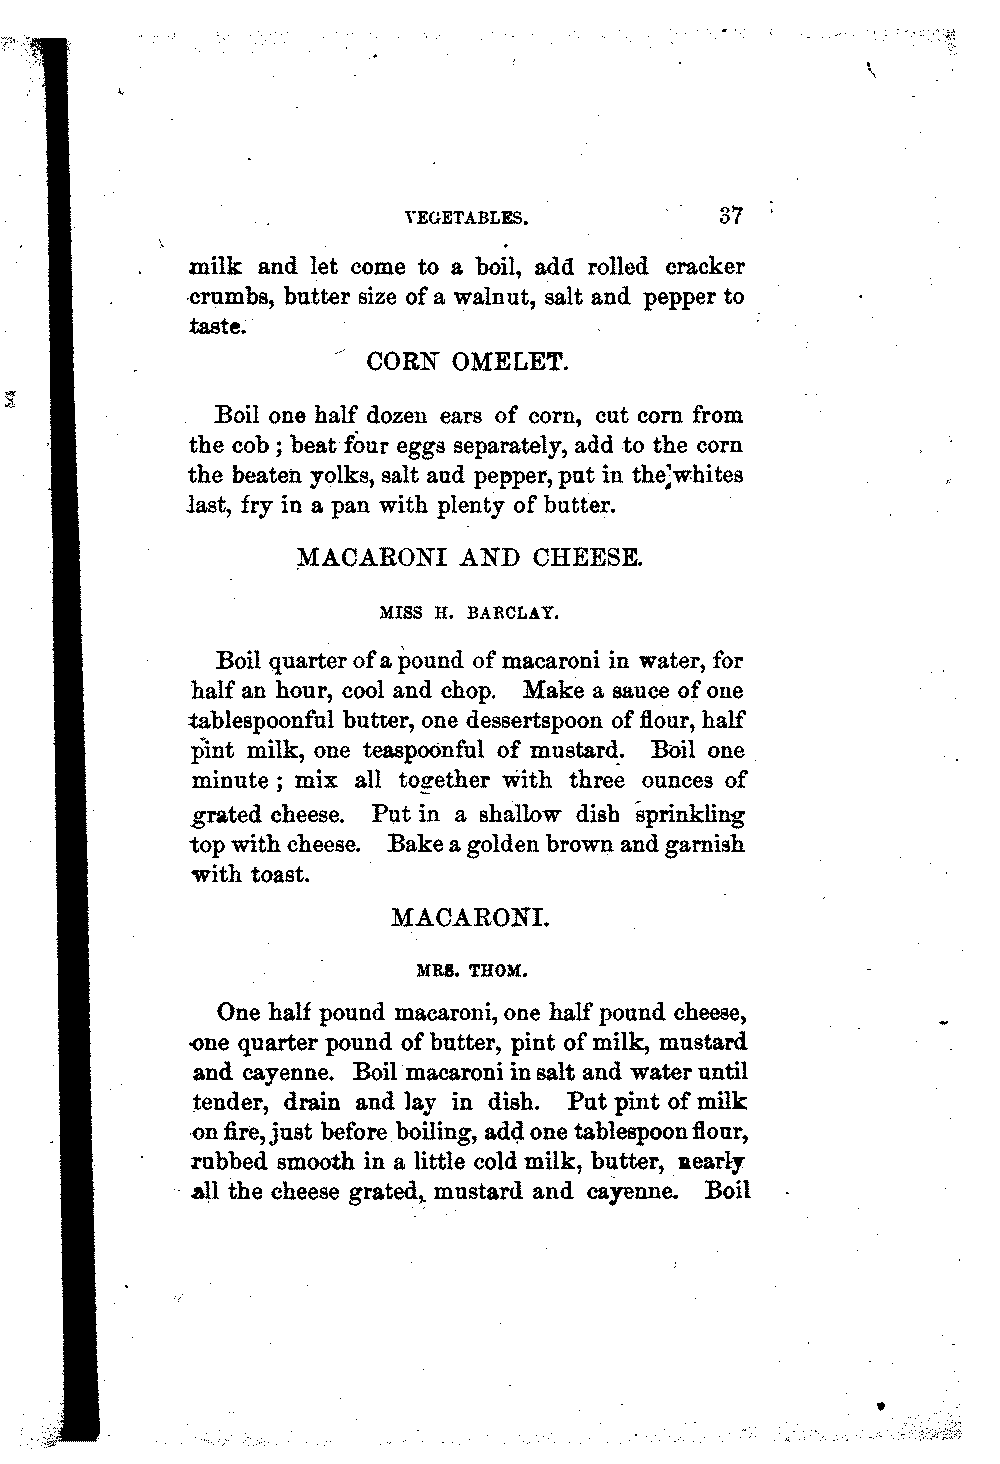 VEGETABLES. 37
milk and let come to a boil, add rolled cracker
crumbs, butter size of a walnut, salt and pepper to
taste.
CORN OMELET.
Boil one half dozen ears of corn, cut corn from
the cob ; beat four eggs separately, add to the corn
the beaten yolks, salt and pepper, put in the whites
last, fry in a pan with plenty of butter.
MACARONI AND CHEESE.
MISS H. BARCLAY.
Boil quarter of a pound of macaroni in water, for
half an hour, cool and chop. Make a sauce of one
tablespoonful butter, one dessertspoon of flour, half
pint milk, one teaspoonful of mustard. Boil one
minute ; mix all together with three ounces of
grated cheese. Put in a shallow dish sprinkling
top with cheese. Bake a golden brown and garnish
with toast.
MACARONI.
MRS. THOM.
One half pound macaroni, one half pound cheese,
one quarter pound of butter, pint of milk, mustard
and cayenne. Boil macaroni in salt and water until
tender, drain and lay in dish. Put pint of milk
on fire, just before boiling, add one tablespoon flour,
rubbed smooth in a little cold milk, butter, nearly
all the cheese grated, mustard and cayenne. Boil